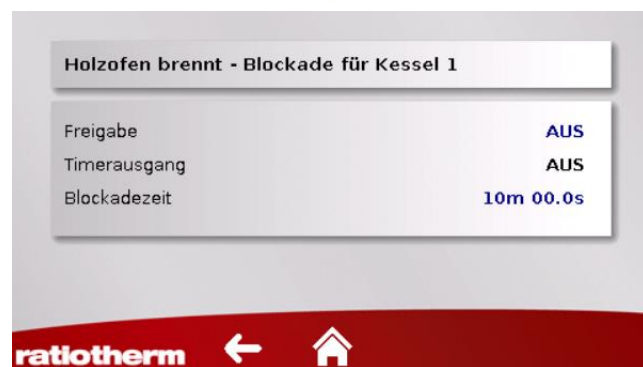 Holzofen brennt - Blockade für Kessel 1
Freigabe AUS
Timerausgang AUS
Blockadezeit 10m 00.0s
ratiotherm